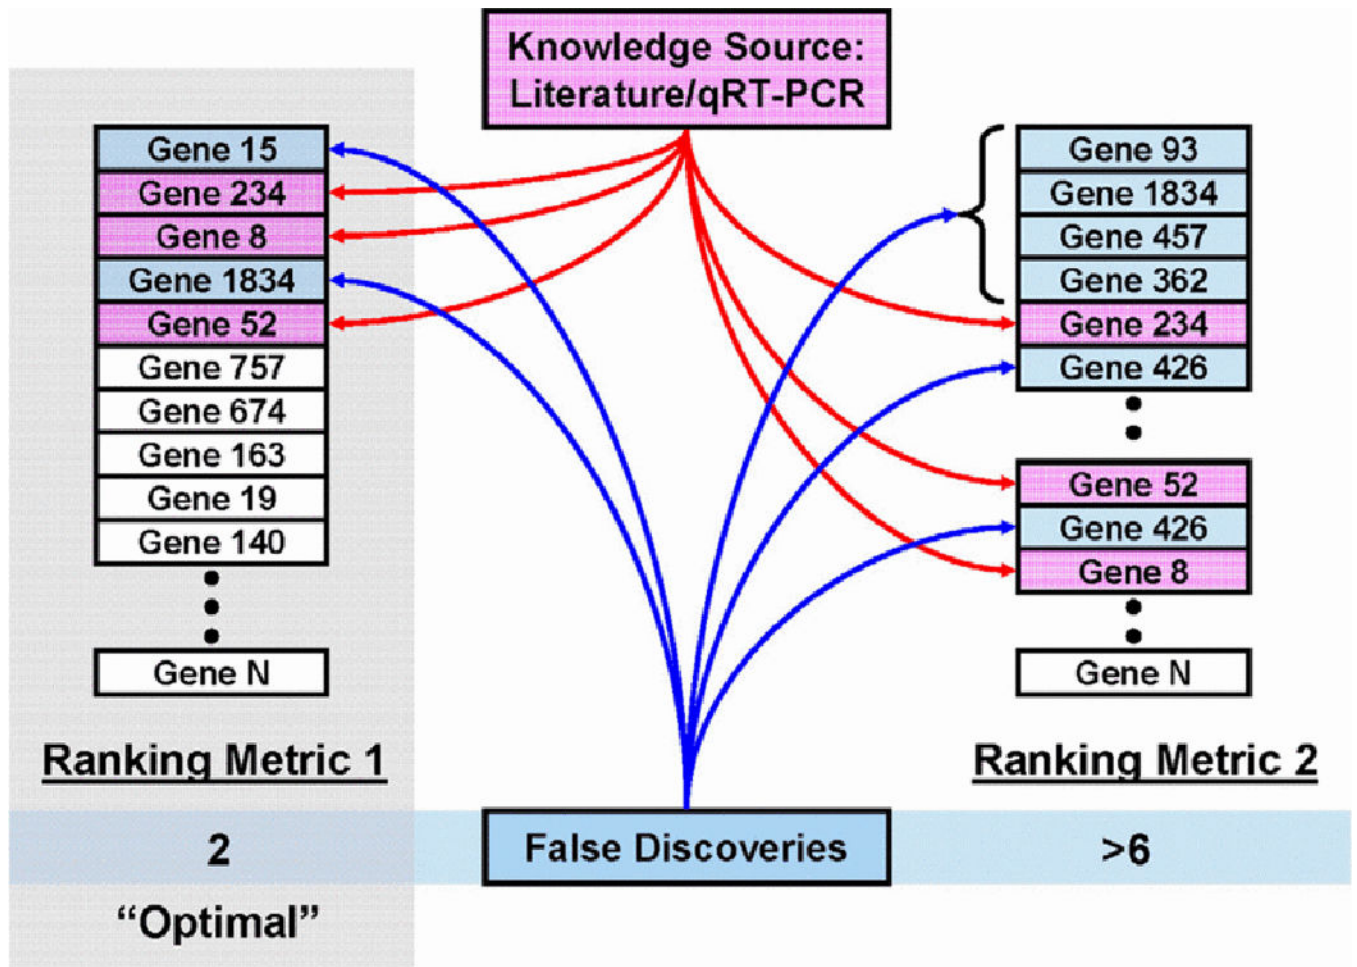 Knowledge Source:
Literature/qRT-PCR
Gene 15
Gene 234
Gene 8
Gene 1834
Gene 52
Gene 757
Gene 674
Gene 163
Gene 19
Gene 140
Gene N
Ranking Metric 1
2
“Optimal”
False Discoveries
Gene 93
Gene 1834
Gene 457
Gene 362
Gene 234
Gene 426
Gene 52
Gene 426
Gene 8
Gene N
Ranking Metric 2
>6